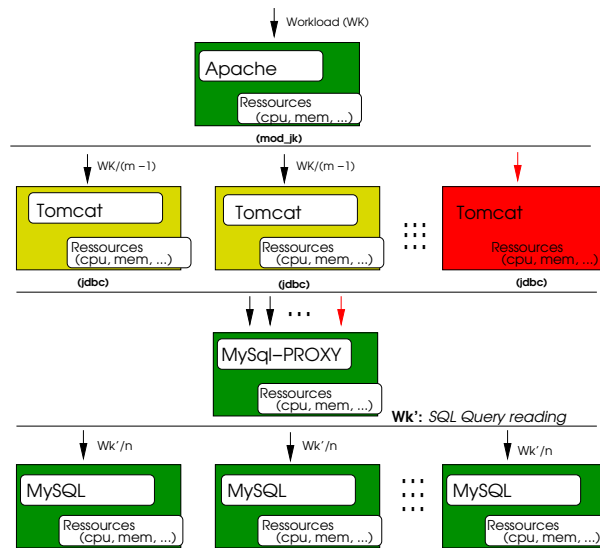 Workload (WK)
Apache
Ressources
(cpu, mem, ...)
(mod_jk)
WK/(m −1)
WK/(m −1)
Tomcat
Tomcat
Tomcat
Ressources
(cpu, mem, ...)
Ressources
(cpu, mem, ...)
Ressources
(cpu, mem, ...)
(jdbc)
(jdbc)
(jdbc)
...
MySql−PROXY
Ressources
(cpu, mem, ...)
Wk': SQL Query reading
Wk'/n
Wk'/n
Wk'/n
MySQL
MySQL
MySQL
Ressources
(cpu, mem, ...)
Ressources
(cpu, mem, ...)
Ressources
(cpu, mem, ...)